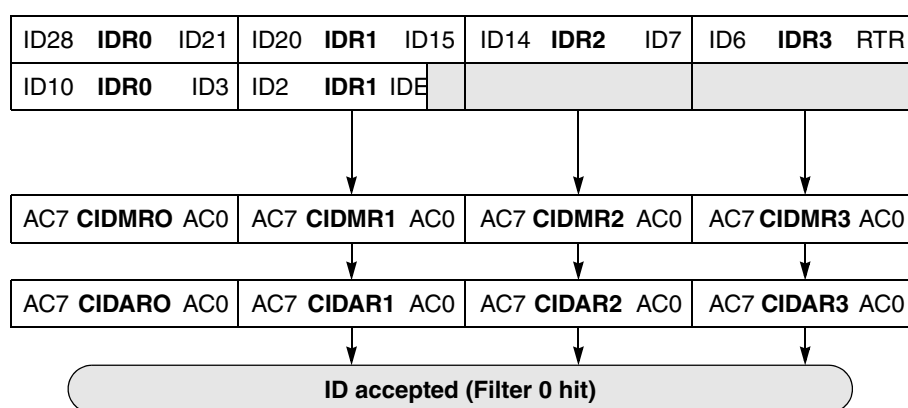 ID28 IDR0 ID21 ID20 IDR1 ID15 ID14 IDR2 ID7 ID6 IDR3 RTR
ID10 IDR0 ID3 ID2 IDR1 IDE
AC7 CIDMRO AC0 AC7 CIDMR1 AC0 AC7 CIDMR2 AC0 AC7 CIDMR3 AC0
AC7 CIDARO AC0 AC7 CIDAR1 AC0 AC7 CIDAR2 AC0 AC7 CIDAR3 AC0
ID accepted (Filter 0 hit)